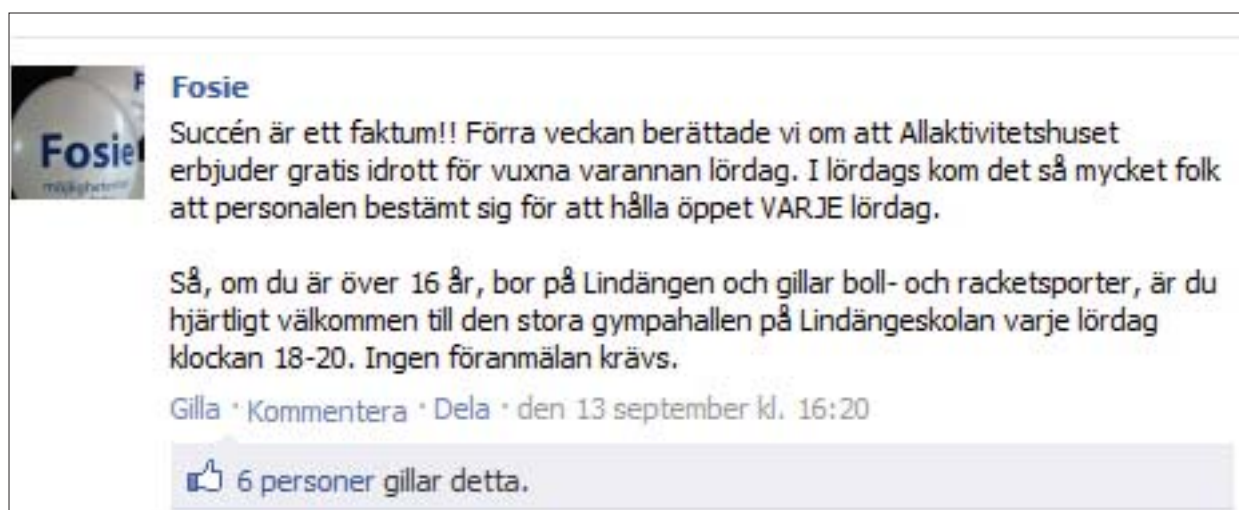 Fosie
Fosie
Succén är ett faktum!! Förra veckan berättade vi om att Allaktivitetshuset
erbjuder gratis idrott för vuxna varannan lördag. I lördags kom det så mycket folk
att personalen bestämt sig för att hålla öppet VARJE lördag.
Så, om du är över 16 år, bor på Lindängen och gillar boll- och racketsporter, är du
hjärtligt välkommen till den stora gympahallen på Lindängeskolan varje lördag
klockan 18-20. Ingen föranmälan krävs.
Gilla · Kommentera · Dela · den 13 september kl. 16:20
6 personer gillar detta.